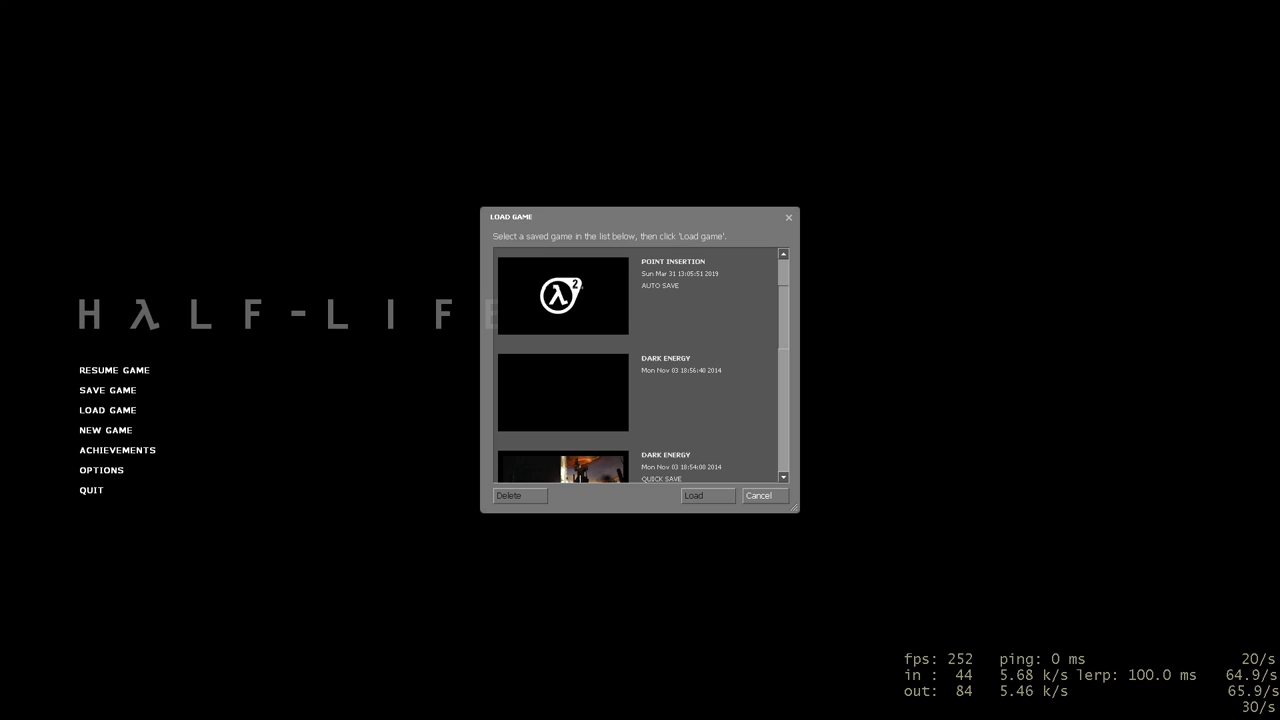 LOAD GAME
Select a saved game in the list below, then click 'Load game'.
POINT INSERTION
Sun Mar 31 13:05:51 2019
AUTO SAVE
2
HλLF-LIFE
DARK ENERGY
Mon Nov 03 18:56:40 2014
RESUME GAME
SAVE GAME
LOAD GAME
NEW GAME
ACHIEVEMENTS
OPTIONS
QUIT
DARK ENERGY
Mon Nov 03 18:54:00 2014
QUICK SAVE
Delete Load Cancel
fps: 252 ping: 0 ms 20/s
in : 44 5.68 k/s lerp: 100.0 ms 64.9/s
out: 84 5.46 k/s 65.9/s
30/s